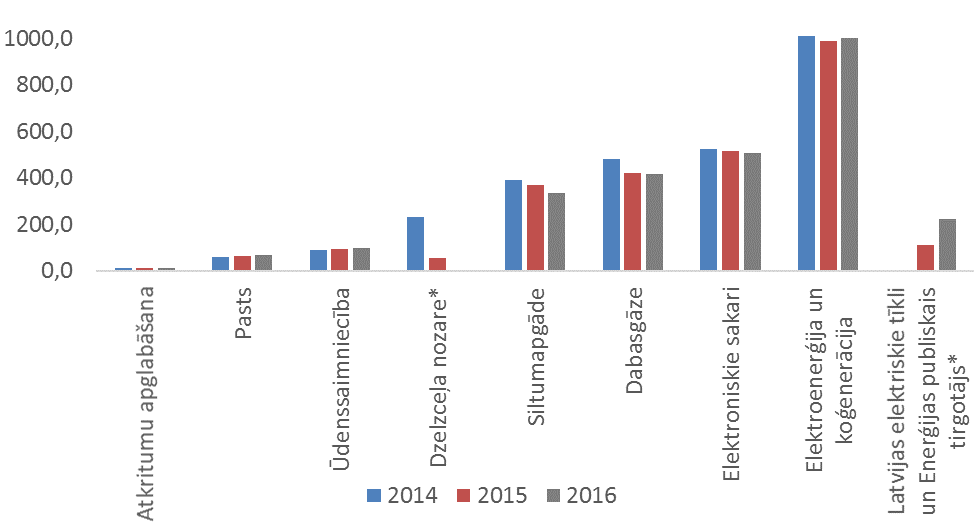 1000,0
800,0
600,0
400,0
200,0
0,0
Atkritumu apglabāšana
Pasts
Ūdenssaimniecība
Dzelzceļa nozare*
Siltumapgāde
Dabasgāze
Elektroniskie sakari
Elektroenerģija un
koģenerācija
Latvijas elektriskie tīkli
un Enerģijas publiskais
tirgotājs*
2014
2015
2016